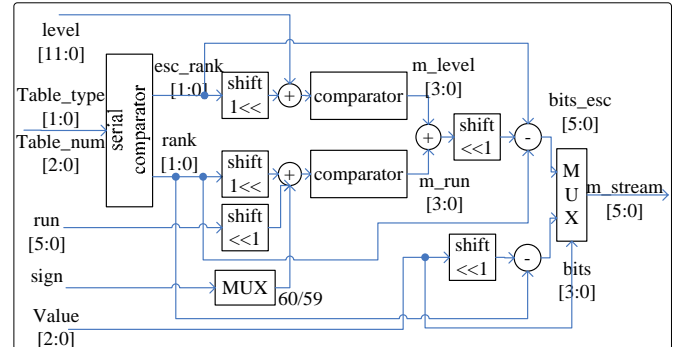 level
[11:0]
Table_type
[1:0]
Table_num
[2:0]
serial
comparator
esc_rank
[1:0]
rank
[1:0]
shift
1<<
+
comparator
m_level
[3:0]
shift
1<<
+
comparator
m_run
[3:0]
+
shift
<<1
-
bits_esc
[5:0]
run
[5:0]
shift
<<1
sign
MUX
60/59
shift
<<1
-
M
U
X
m_stream
[5:0]
bits
[3:0]
Value
[2:0]